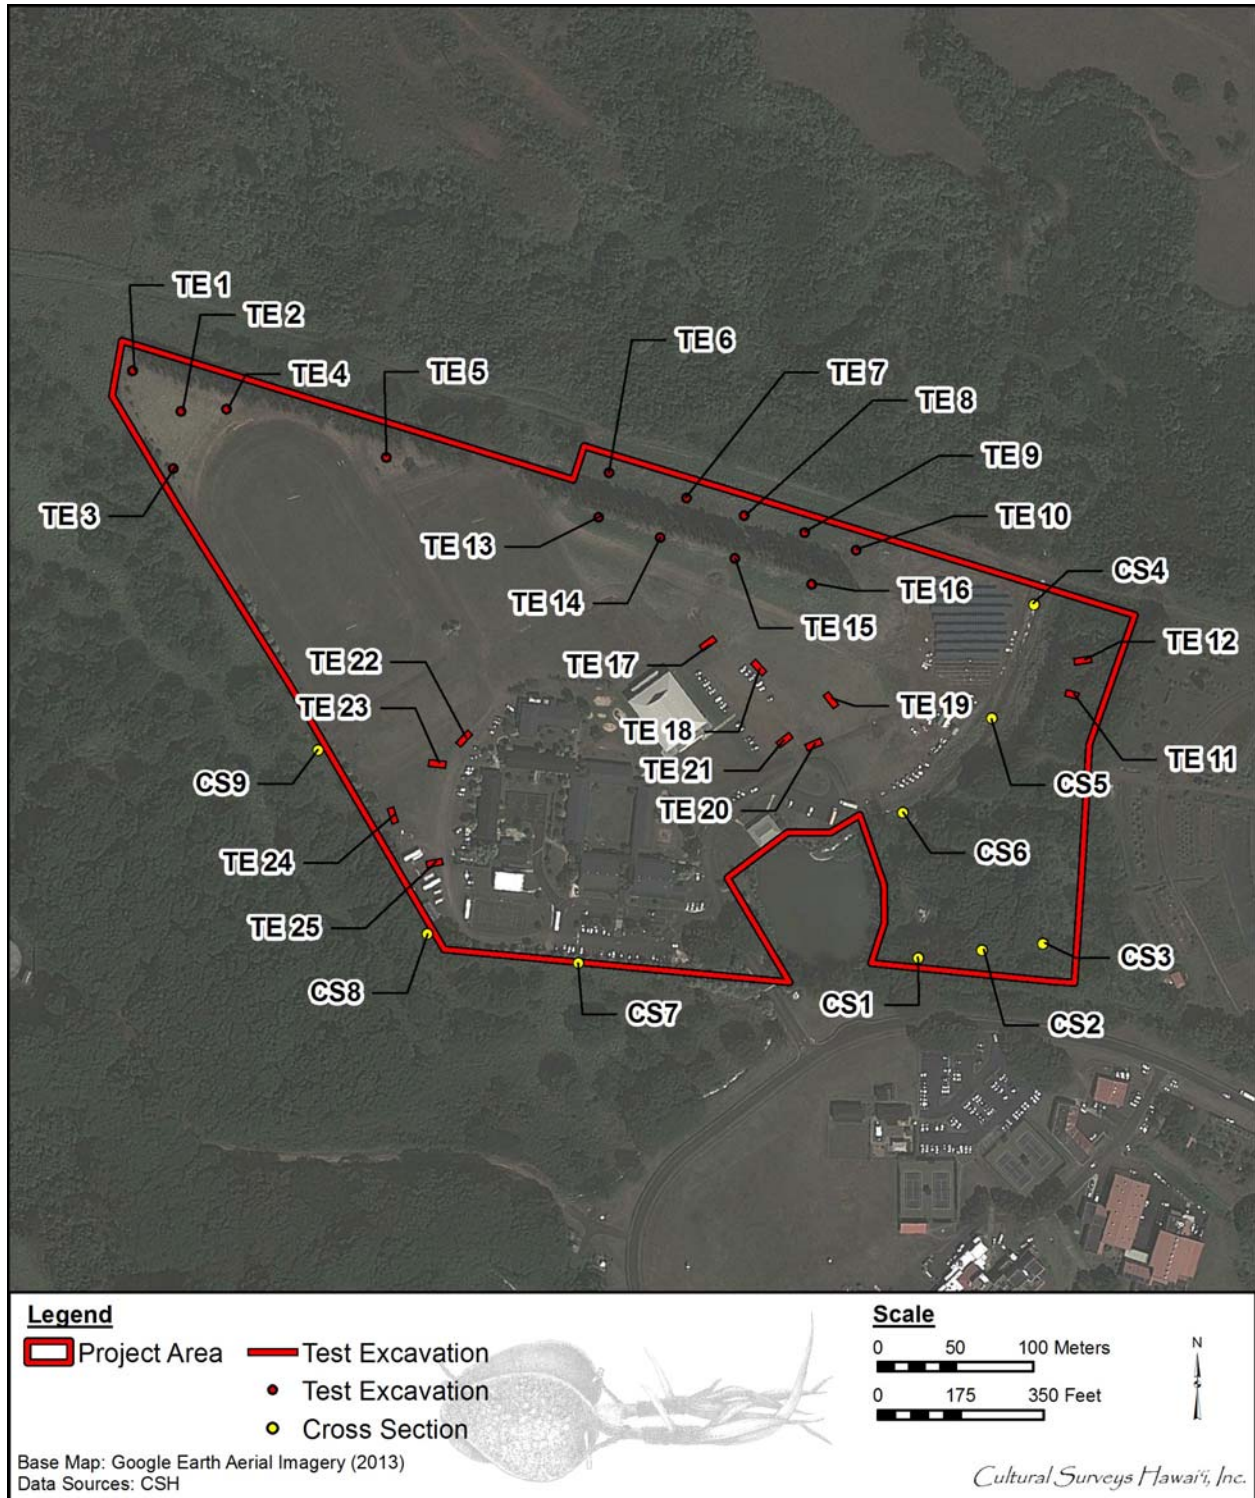 TE 1
TE 2
TE 6
TE 4
TE 5
TE 7
TE 8
TE 9
TE 3
TE 10
TE 13
CS4
TE 14
TE 16
TE 15
TE 12
TE 17
TE 22
TE 23
TE 19
TE 18
TE 11
TE 21
CS9
CS5
TE 20
CS6
TE 24
TE 25
CS3
CS8
CS1
CS7
CS2
Legend
Project Area
Test Excavation
Test Excavation
Cross Section
Base Map: Google Earth Aerial Imagery (2013)
Data Sources: CSH
Scale
0 50 100 Meters
0 175 350 Feet
N
Cultural Surveys Hawai‘i, Inc.